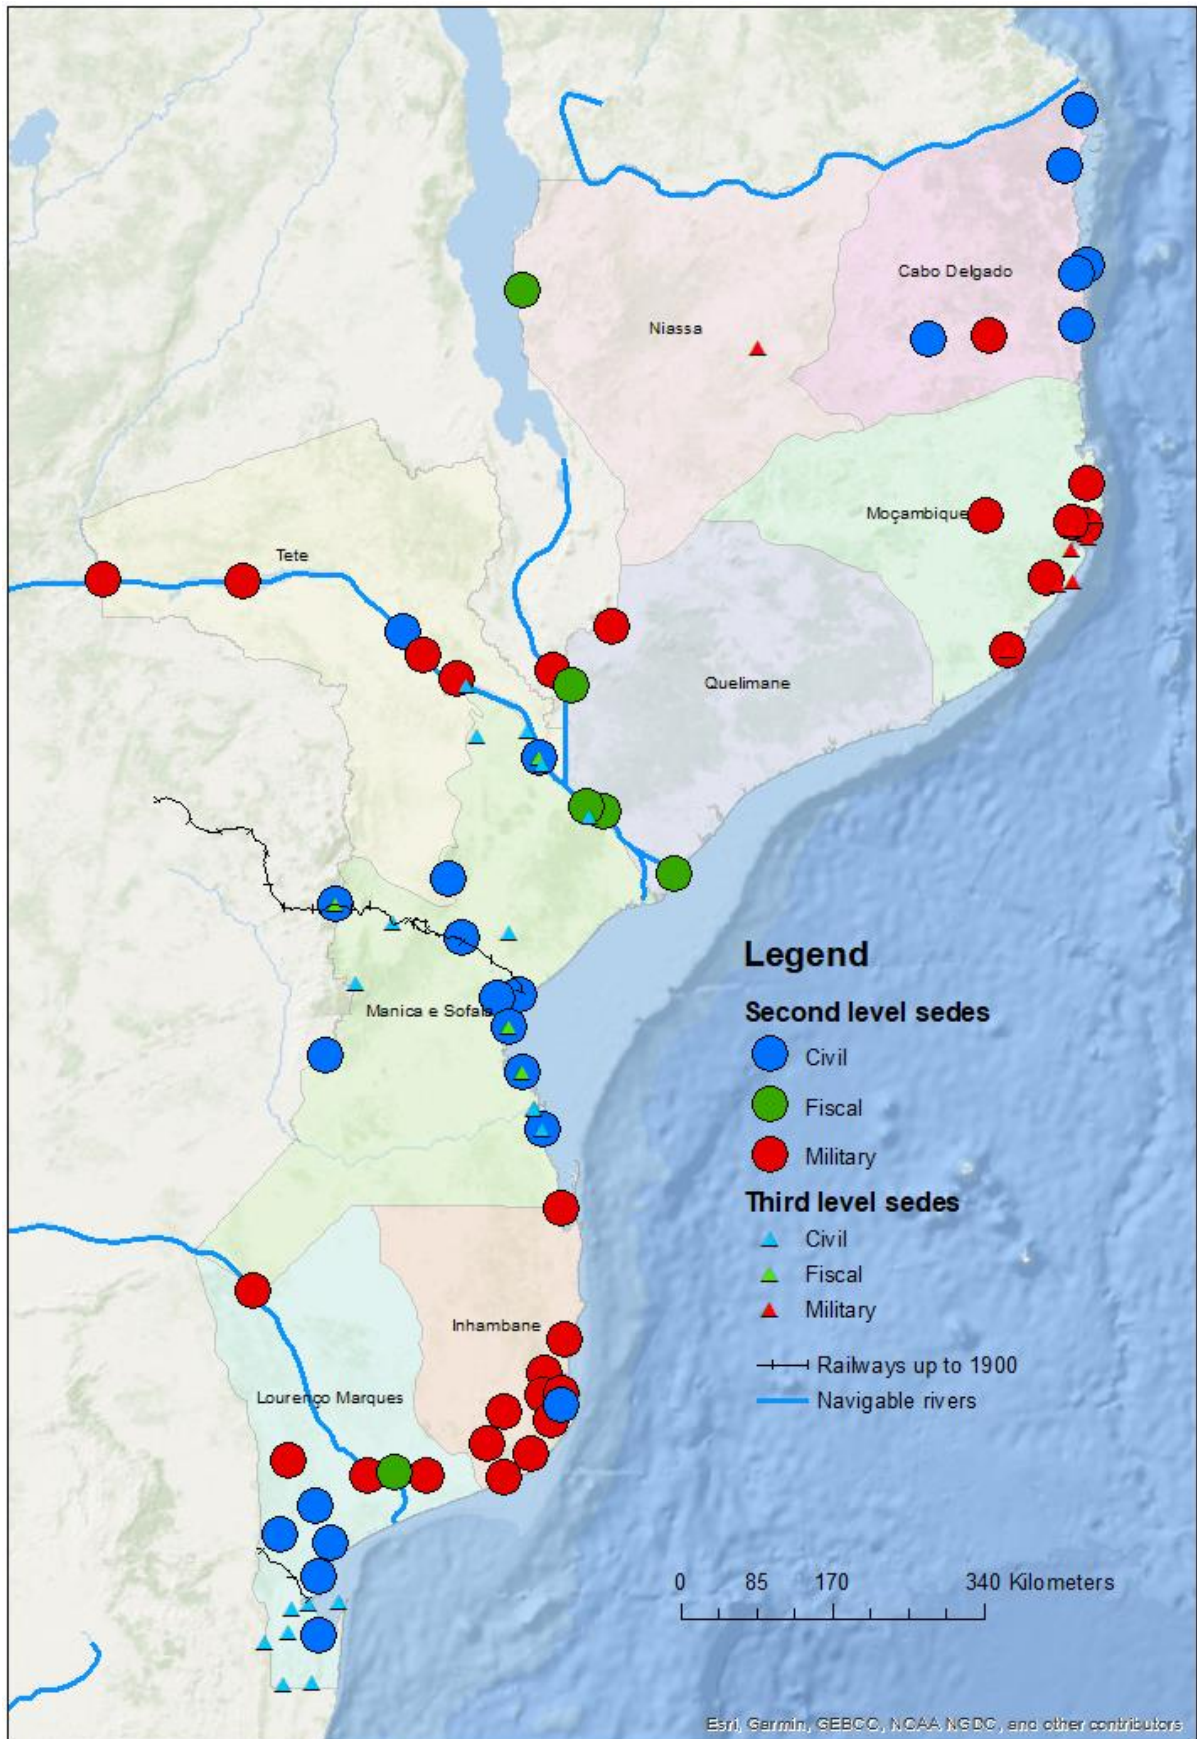 Cabo Delgado
Niassa
Moçambique
Tete
Quelimane
Manica e Sofala
Inhambane
Lourenço Marques
Legend
Second level sedes
Civil
Fiscal
Military
Third level sedes
Civil
Fiscal
Military
Railways up to 1900
Navigable rivers
0 85 170 340 Kilometers
Esri, Garmin, GEBCO, NOAA NGDC, and other contributors